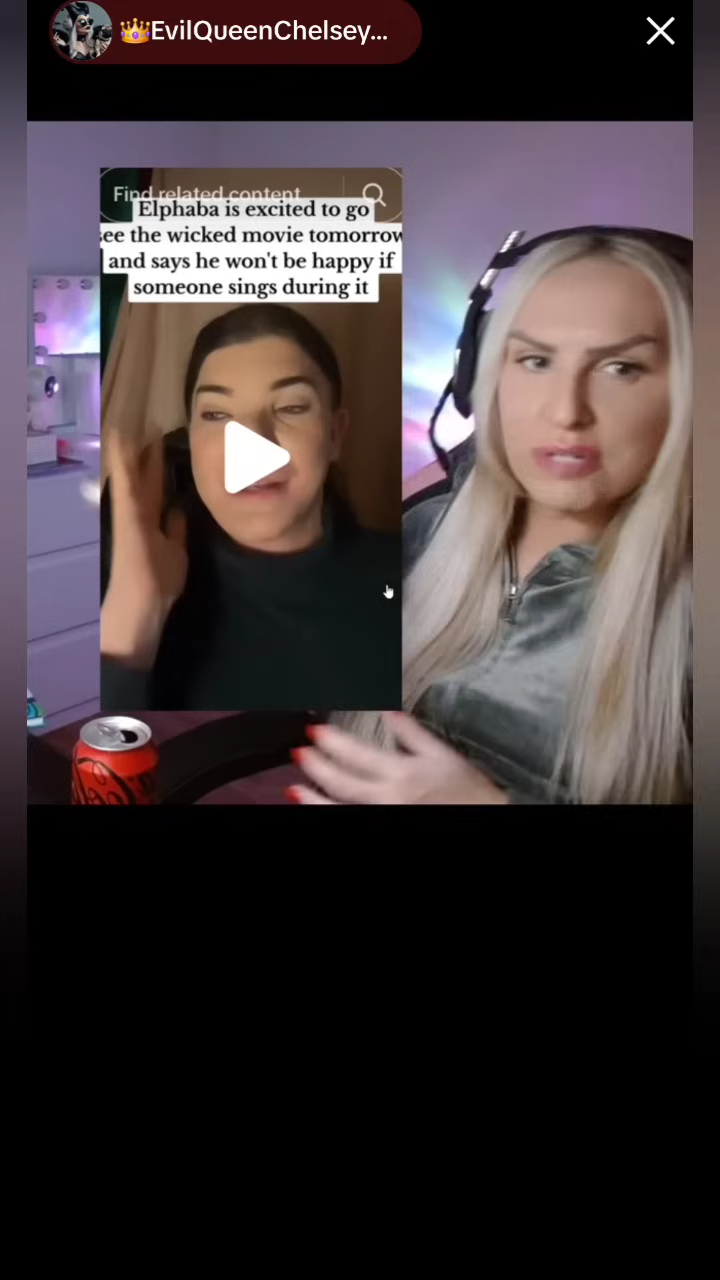 👑EvilQueenChelsey...
Find related content
Elphaba is excited to go
see the wicked movie tomorrow
and says he won't be happy if
someone sings during it